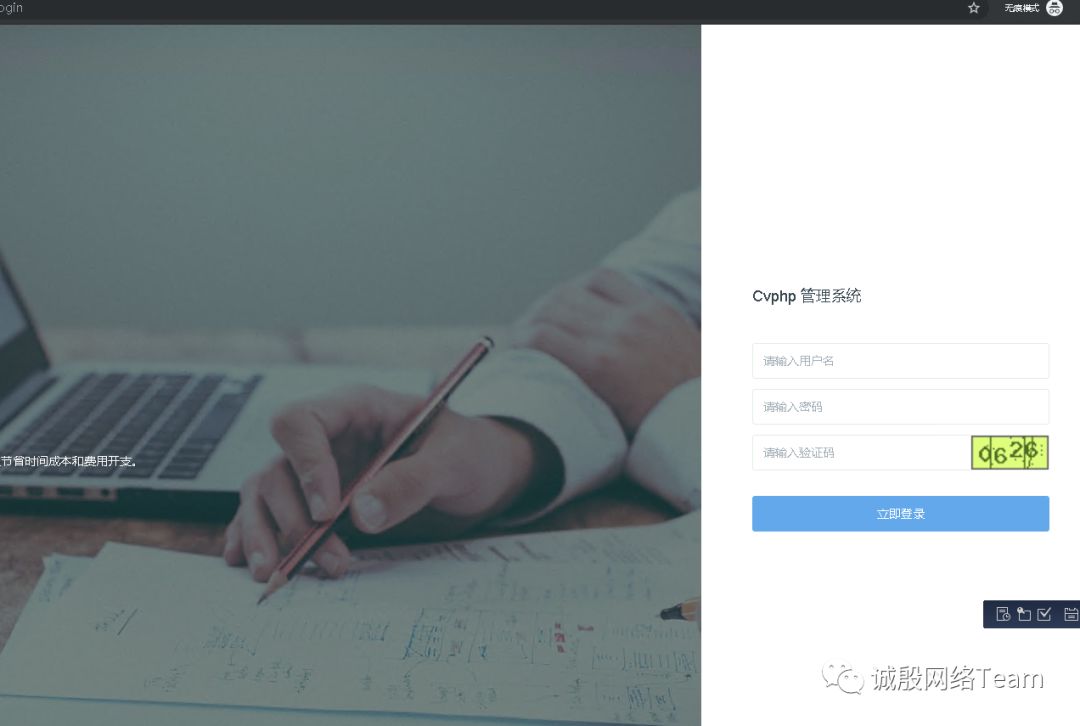 ogin
无痕模式
节省时间成本和费用开支。
Cvphp 管理系统
请输入用户名
请输入密码
请输入验证码
0626
立即登录
诚殷网络Team